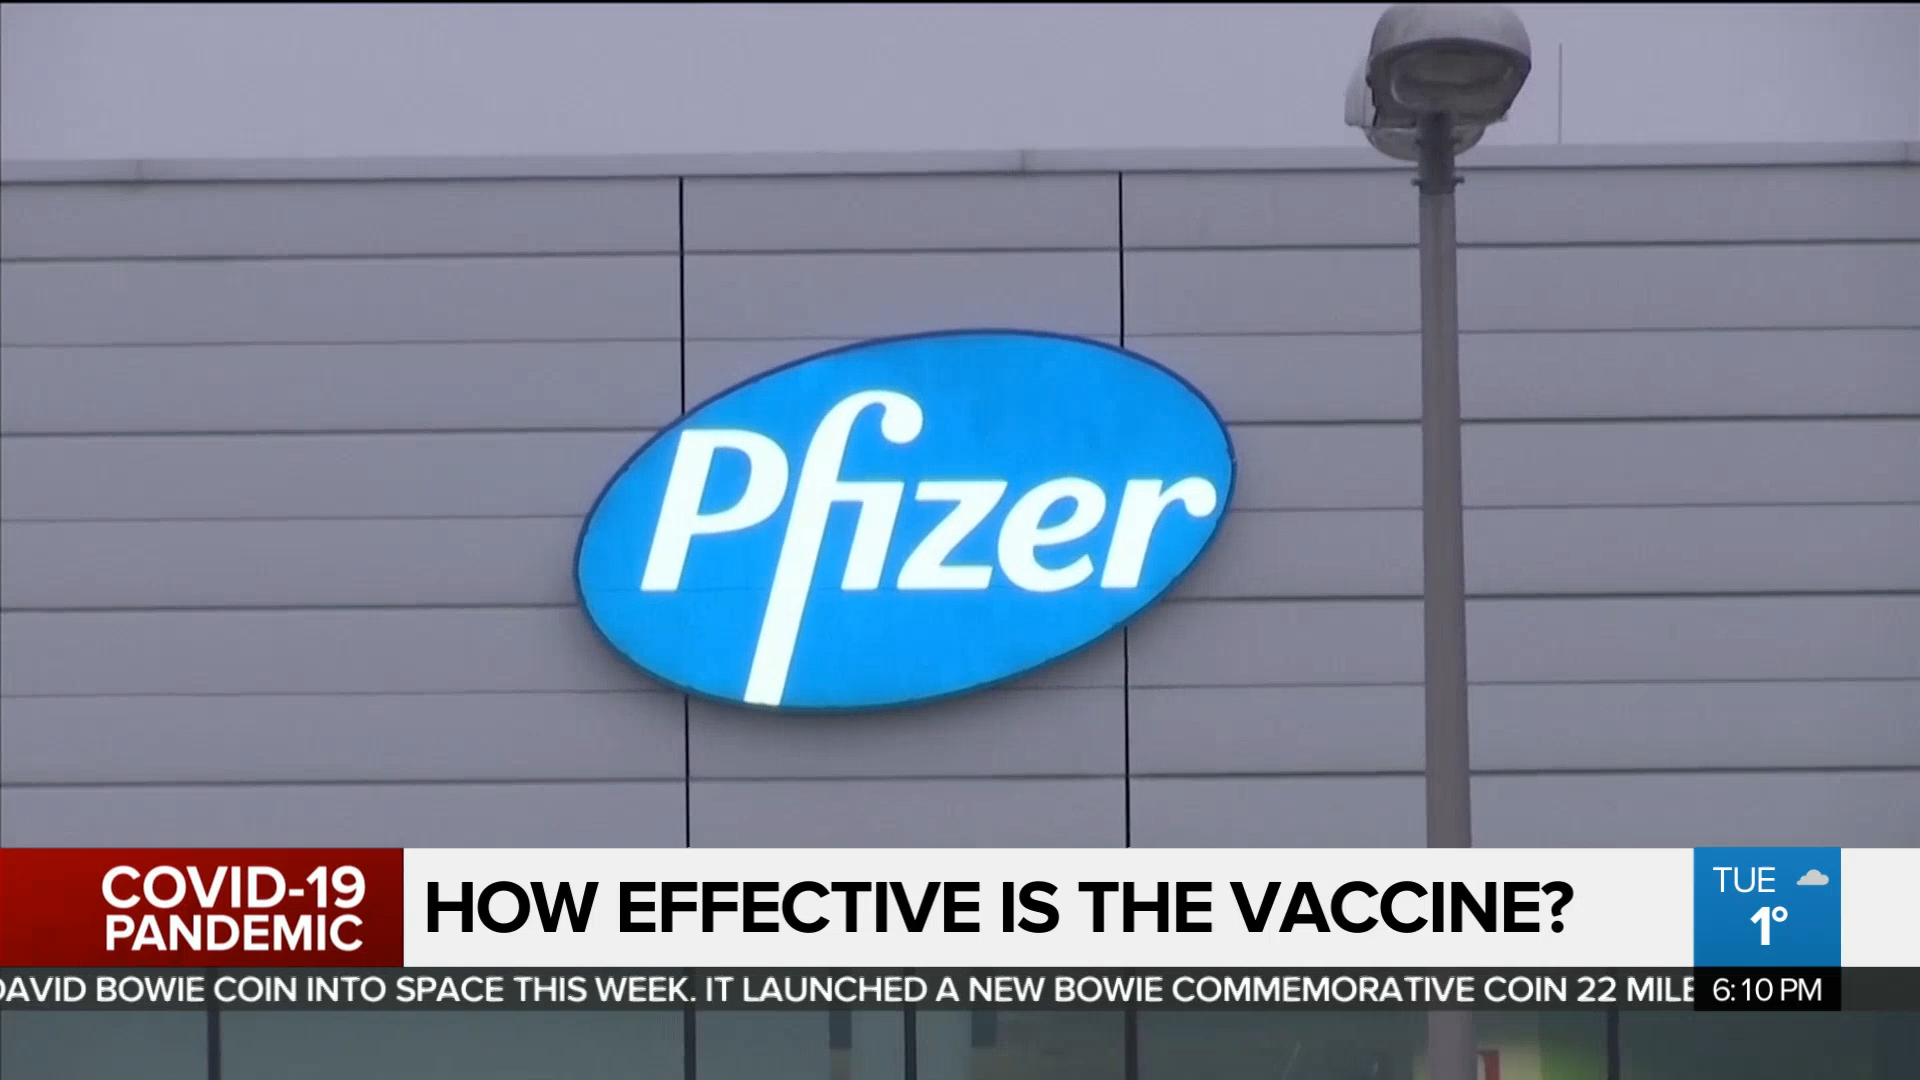 Pfizer
COVID-19
PANDEMIC
HOW EFFECTIVE IS THE VACCINE?
TUE
1°
DAVID BOWIE COIN INTO SPACE THIS WEEK. IT LAUNCHED A NEW BOWIE COMMEMORATIVE COIN 22 MILE
6:10 PM